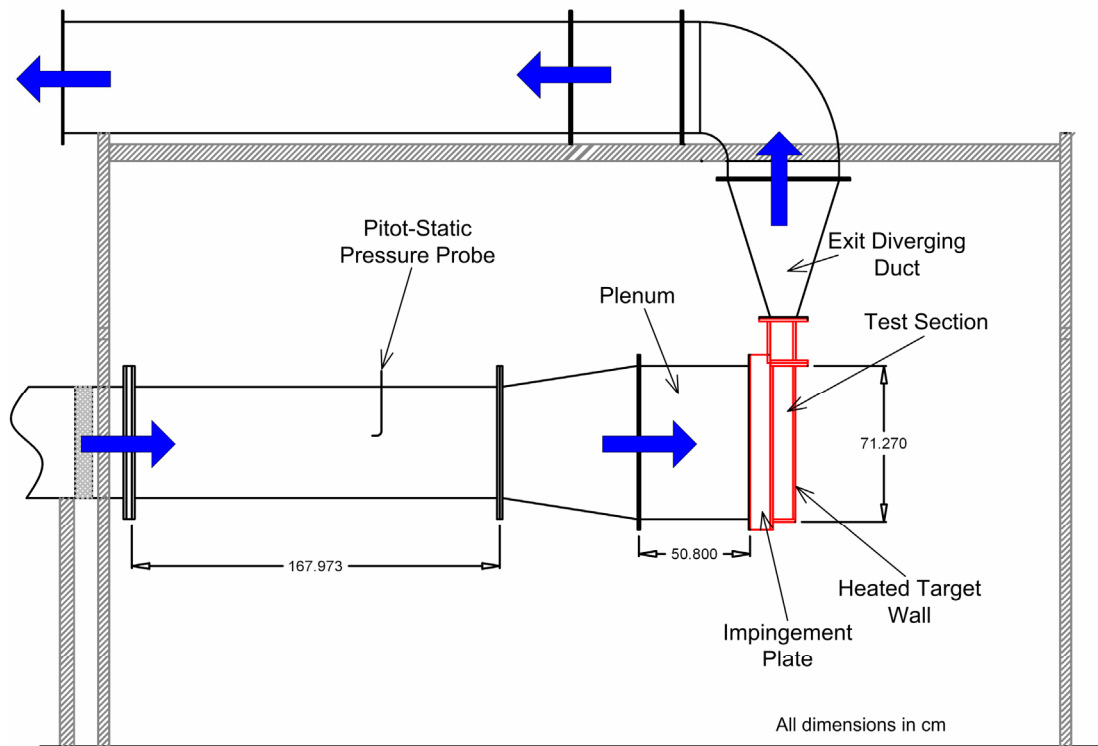 Pitot-Static
Pressure Probe
Exit Diverging
Duct
Plenum
Test Section
71.270
167.973
50.800
Heated Target
Wall
Impingement
Plate
All dimensions in cm